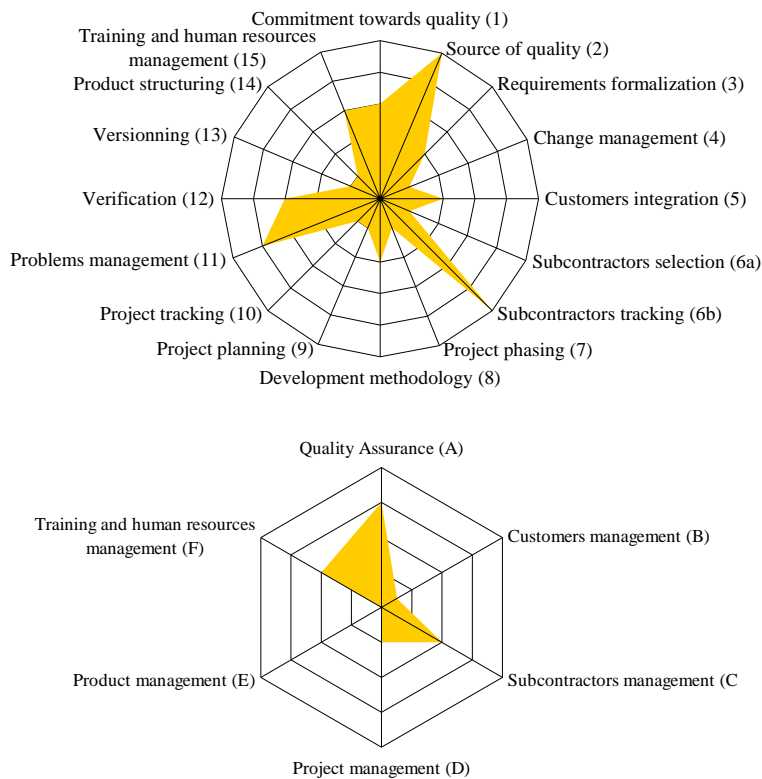 Commitment towards quality (1)
Source of quality (2)
Requirements formalization (3)
Change management (4)
Customers integration (5)
Subcontractors selection (6a)
Subcontractors tracking (6b)
Project phasing (7)
Development methodology (8)
Project planning (9)
Project tracking (10)
Problems management (11)
Verification (12)
Versionning (13)
Product structuring (14)
Training and human resources
management (15)
Quality Assurance (A)
Customers management (B)
Subcontractors management (C
Project management (D)
Product management (E)
Training and human resources
management (F)